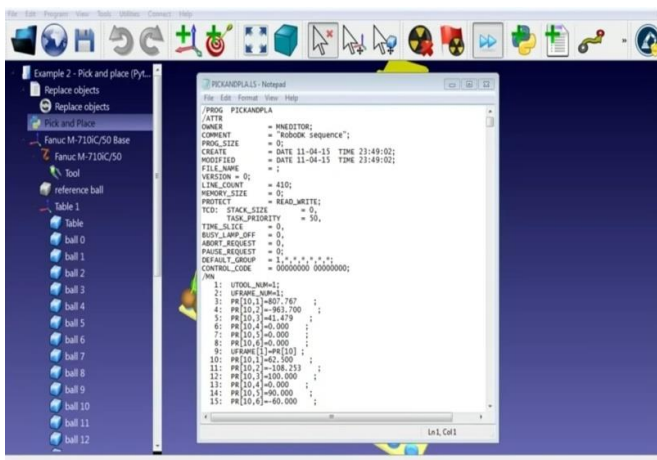 File Edit Program View Tools Utilities Connect Help
Example 2 - Pick and place (Pyt...
Replace objects
Replace objects
Pick and Place
Fanuc M-710iC/50 Base
Fanuc M-710iC/50
Tool
reference ball
Table 1
Table
ball 0
ball 1
ball 2
ball 3
ball 4
ball 5
ball 6
ball 7
ball 8
ball 9
ball 10
ball 11
ball 12
PICKANDPLA.LS - Notepad
File Edit Format View Help
/PROG PICKANDPLA
/ATTR
OWNER = MNEDITOR;
COMMENT = "RoboDK sequence";
PROG_SIZE = 0;
CREATE = DATE 11-04-15 TIME 23:49:02;
MODIFIED = DATE 11-04-15 TIME 23:49:02;
FILE_NAME = ;
VERSION = 0;
LINE_COUNT = 410;
MEMORY_SIZE = 0;
PROTECT = READ_WRITE;
TCD: STACK_SIZE = 0,
TASK_PRIORITY = 50,
TIME_SLICE = 0,
BUSY_LAMP_OFF = 0,
ABORT_REQUEST = 0,
PAUSE_REQUEST = 0;
DEFAULT_GROUP = 1,*,*,*,*,*,*;
CONTROL_CODE = 00000000 00000000;
/MN
1: UTOOL_NUM=1;
2: UFRAME_NUM=1;
3: PR[10,1]=807.767 ;
4: PR[10,2]=-963.700 ;
5: PR[10,3]=41.479 ;
6: PR[10,4]=0.000 ;
7: PR[10,5]=0.000 ;
8: PR[10,6]=0.000 ;
9: UFRAME[1]=PR[10] ;
10: PR[10,1]=62.500 ;
11: PR[10,2]=-108.253 ;
12: PR[10,3]=100.000 ;
13: PR[10,4]=0.000 ;
14: PR[10,5]=90.000 ;
15: PR[10,6]=-60.000 ;
Ln1, Col1